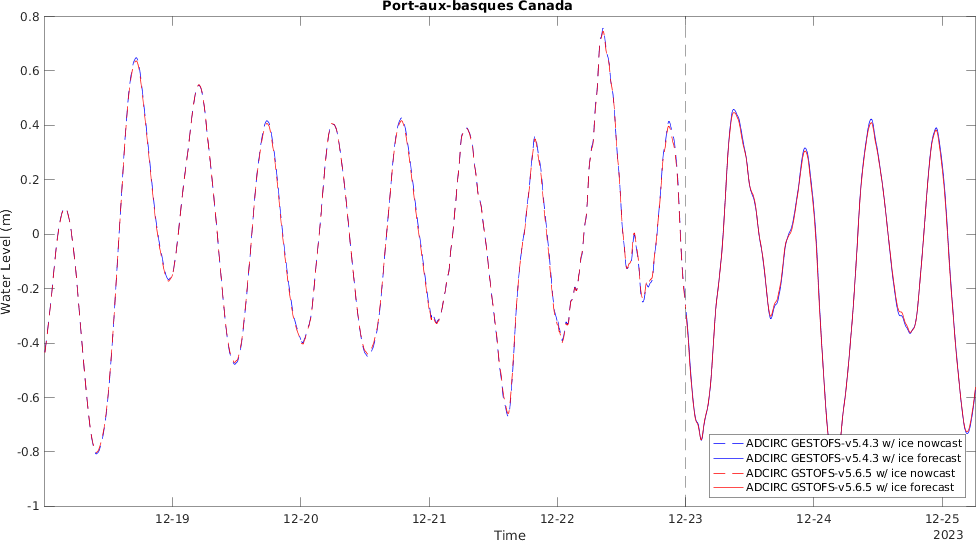 Port-aux-basques Canada
0.8
0.6
0.4
0.2
0
-0.2
-0.4
-0.6
-0.8
-1
Water Level (m)
ADCIRC GESTOFS-v5.4.3 w/ ice nowcast
ADCIRC GESTOFS-v5.4.3 w/ ice forecast
ADCIRC GSTOFS-v5.6.5 w/ ice nowcast
ADCIRC GSTOFS-v5.6.5 w/ ice forecast
12-19 12-20 12-21 12-22 12-23 12-24 12-25
Time
2023